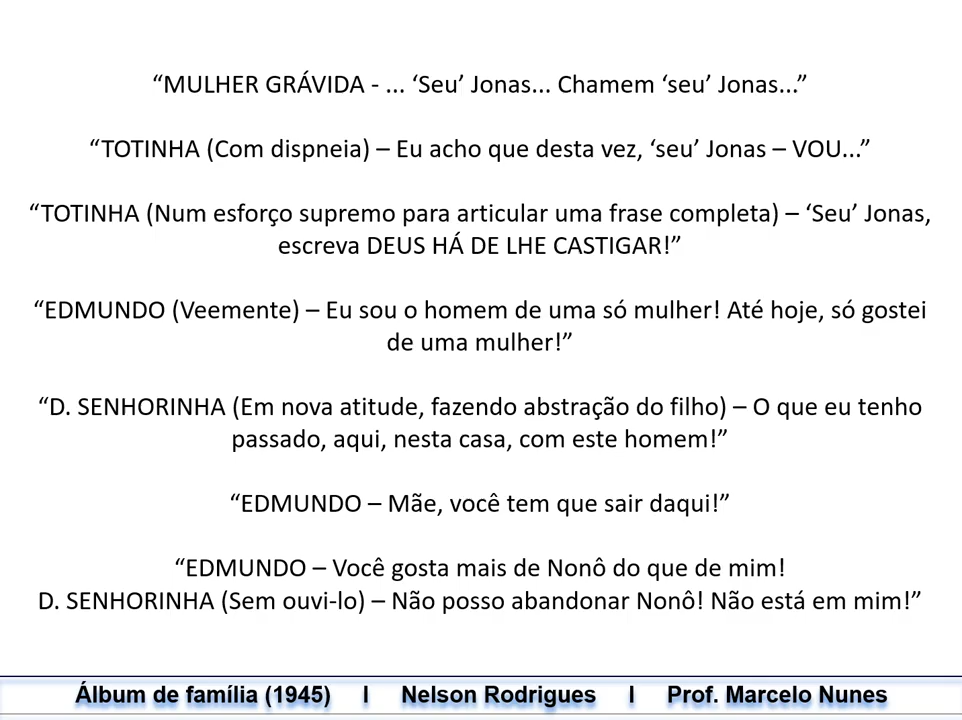 “MULHER GRÁVIDA - ... ‘Seu’ Jonas... Chamem ‘seu’ Jonas...”
“TOTINHA (Com dispneia) – Eu acho que desta vez, ‘seu’ Jonas – VOU...”
“TOTINHA (Num esforço supremo para articular uma frase completa) – ‘Seu’ Jonas,
escreva DEUS HÁ DE LHE CASTIGAR!”
“EDMUNDO (Veemente) – Eu sou o homem de uma só mulher! Até hoje, só gostei
de uma mulher!”
“D. SENHORINHA (Em nova atitude, fazendo abstração do filho) – O que eu tenho
passado, aqui, nesta casa, com este homem!”
“EDMUNDO – Mãe, você tem que sair daqui!”
“EDMUNDO – Você gosta mais de Nonô do que de mim!
D. SENHORINHA (Sem ouvi-lo) – Não posso abandonar Nonô! Não está em mim!”
Álbum de família (1945) I Nelson Rodrigues I Prof. Marcelo Nunes